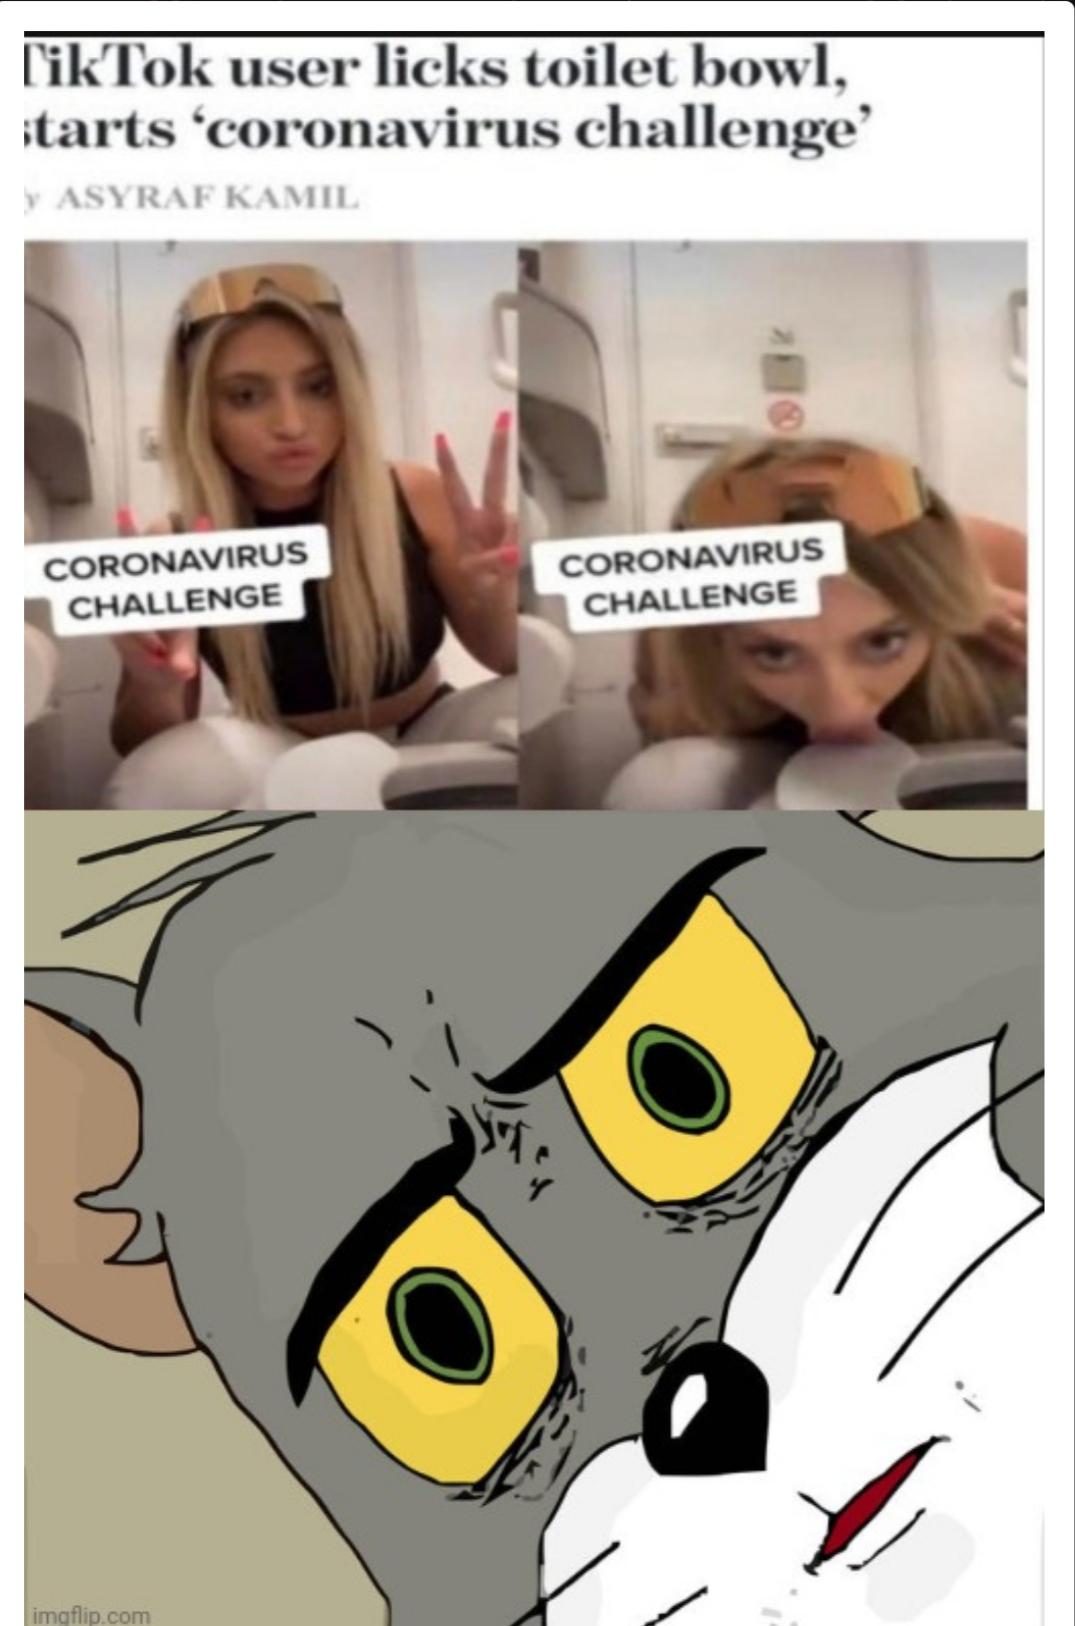 TikTok user licks toilet bowl,
starts ‘coronavirus challenge’
y ASYRAF KAMIL
CORONAVIRUS
CHALLENGE
CORONAVIRUS
CHALLENGE
imgflip.com